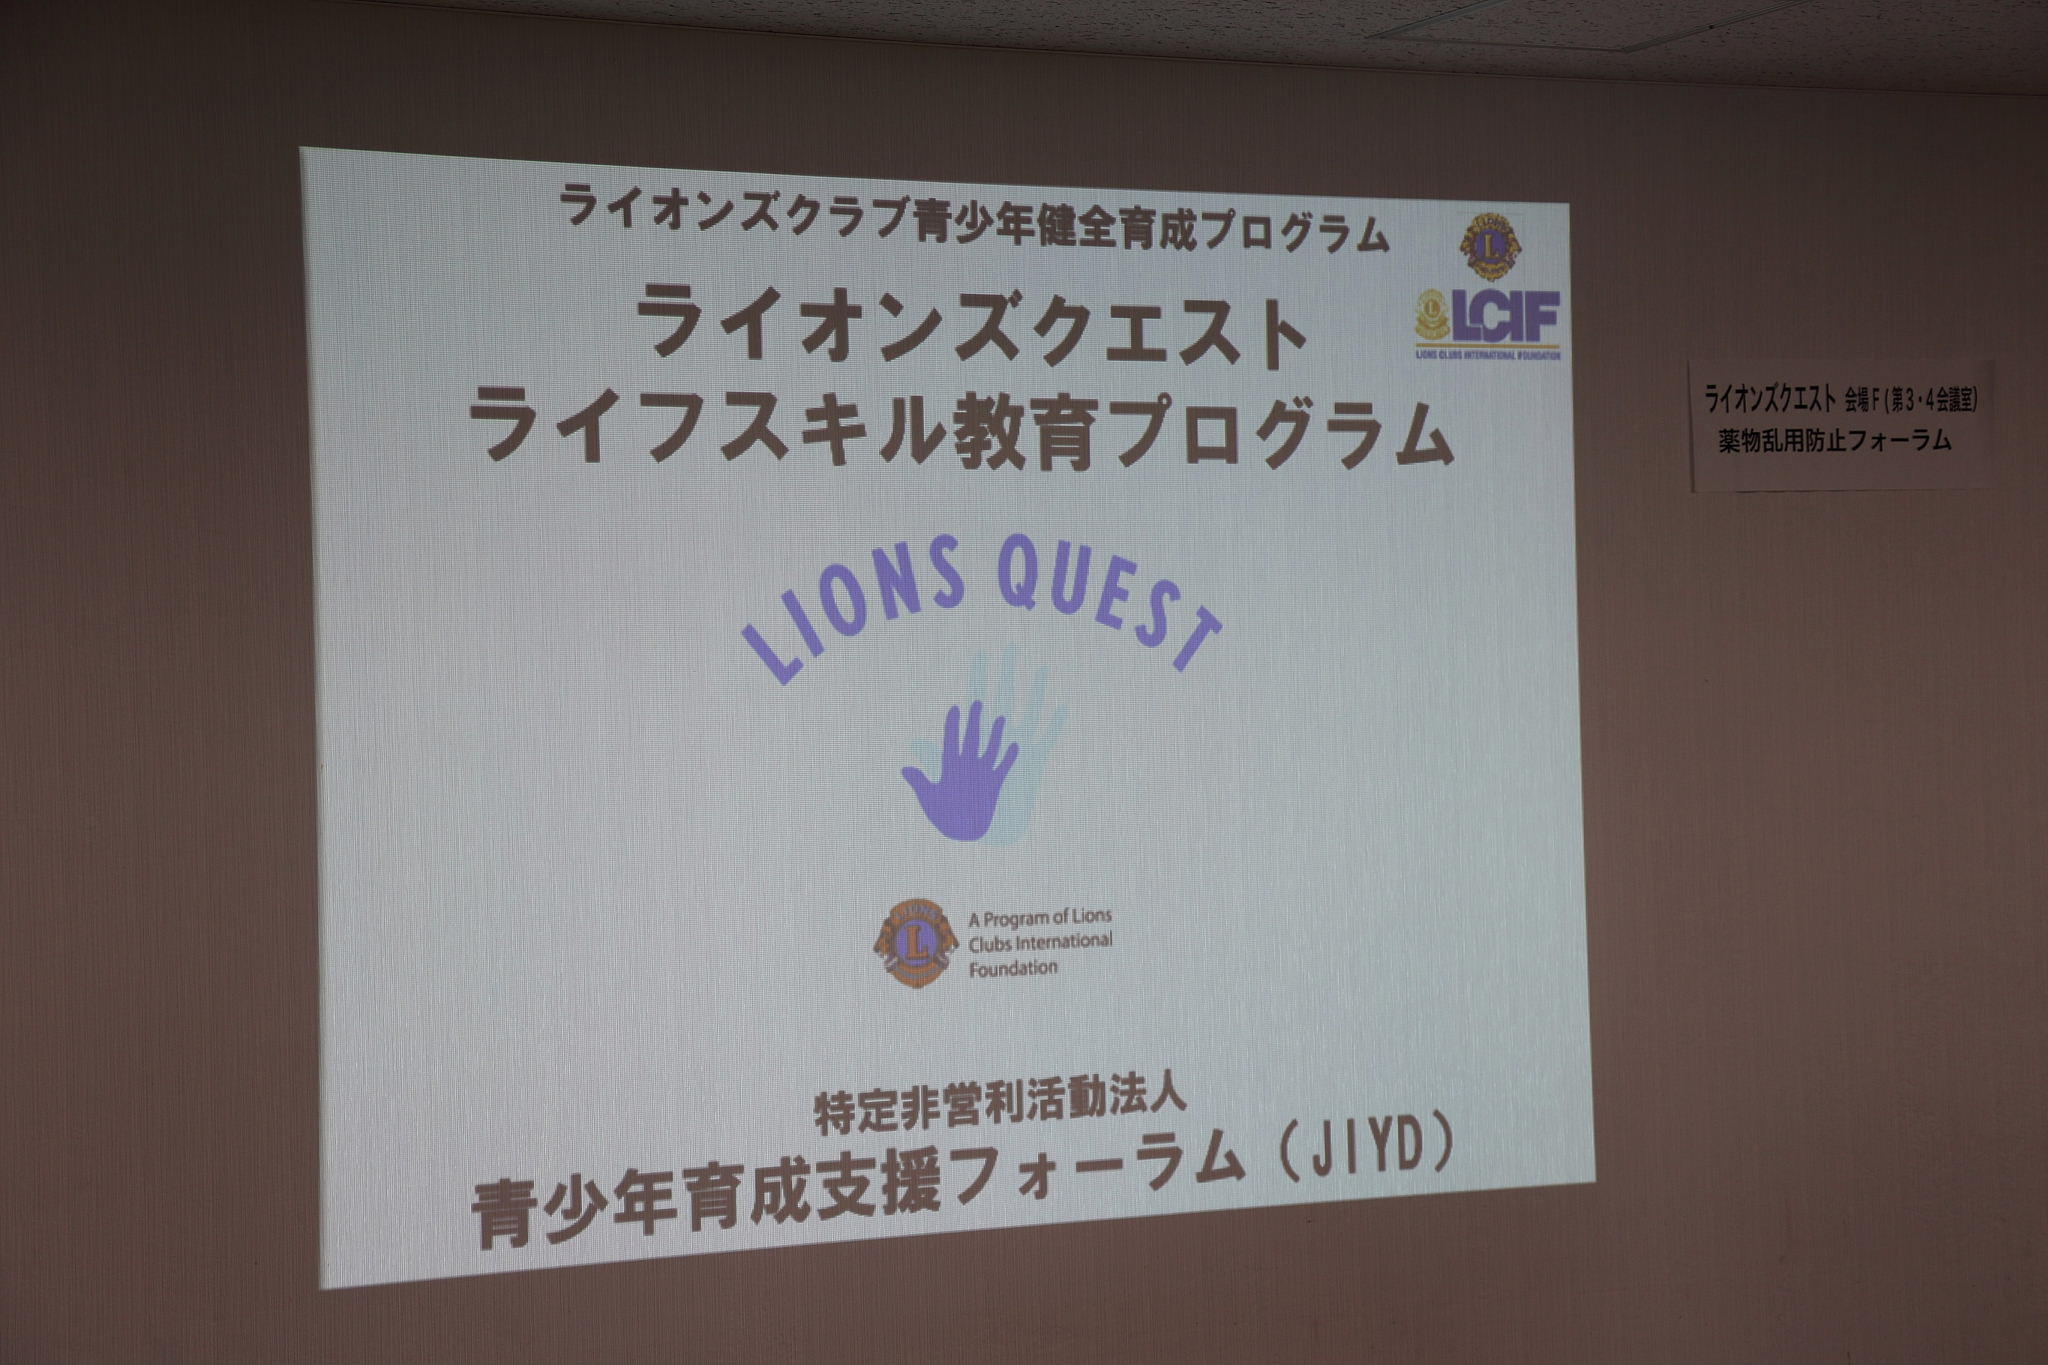 ライオンズクラブ青少年健全育成プログラム
ライオンズクエスト
ライフスキル教育プログラム
L
LCIF
LIONS CLUBS INTERNATIONAL FOUNDATION
LIONS QUEST
LIONS
L
A Program of Lions
Clubs International
Foundation
特定非営利活動法人
青少年育成支援フォーラム（JIYD）
ライオンズクエスト 会場F(第3・4会議室)
薬物乱用防止フォーラム